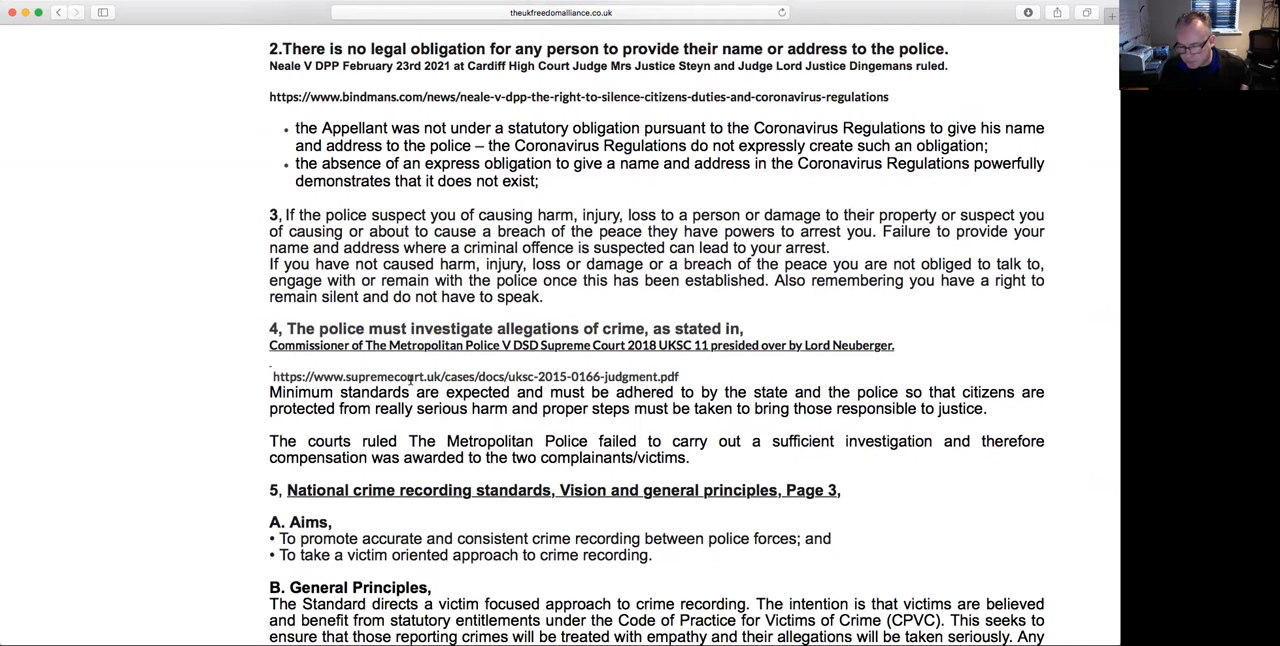 theukfreedomalliance.co.uk
2.There is no legal obligation for any person to provide their name or address to the police.
Neale V DPP February 23rd 2021 at Cardiff High Court Judge Mrs Justice Steyn and Judge Lord Justice Dingemans ruled.
https://www.bindmans.com/news/neale-v-dpp-the-right-to-silence-citizens-duties-and-coronavirus-regulations
• the Appellant was not under a statutory obligation pursuant to the Coronavirus Regulations to give his name
and address to the police – the Coronavirus Regulations do not expressly create such an obligation;
• the absence of an express obligation to give a name and address in the Coronavirus Regulations powerfully
demonstrates that it does not exist;
3, If the police suspect you of causing harm, injury, loss to a person or damage to their property or suspect you
of causing or about to cause a breach of the peace they have powers to arrest you. Failure to provide your
name and address where a criminal offence is suspected can lead to your arrest.
If you have not caused harm, injury, loss or damage or a breach of the peace you are not obliged to talk to,
engage with or remain with the police once this has been established. Also remembering you have a right to
remain silent and do not have to speak.
4, The police must investigate allegations of crime, as stated in,
Commissioner of The Metropolitan Police V DSD Supreme Court 2018 UKSC 11 presided over by Lord Neuberger.
https://www.supremecourt.uk/cases/docs/uksc-2015-0166-judgment.pdf
Minimum standards are expected and must be adhered to by the state and the police so that citizens are
protected from really serious harm and proper steps must be taken to bring those responsible to justice.
The courts ruled The Metropolitan Police failed to carry out a sufficient investigation and therefore
compensation was awarded to the two complainants/victims.
5, National crime recording standards, Vision and general principles, Page 3,
A. Aims,
• To promote accurate and consistent crime recording between police forces; and
• To take a victim oriented approach to crime recording.
B. General Principles,
The Standard directs a victim focused approach to crime recording. The intention is that victims are believed
and benefit from statutory entitlements under the Code of Practice for Victims of Crime (CPVC). This seeks to
ensure that those reporting crimes will be treated with empathy and their allegations will be taken seriously. Any